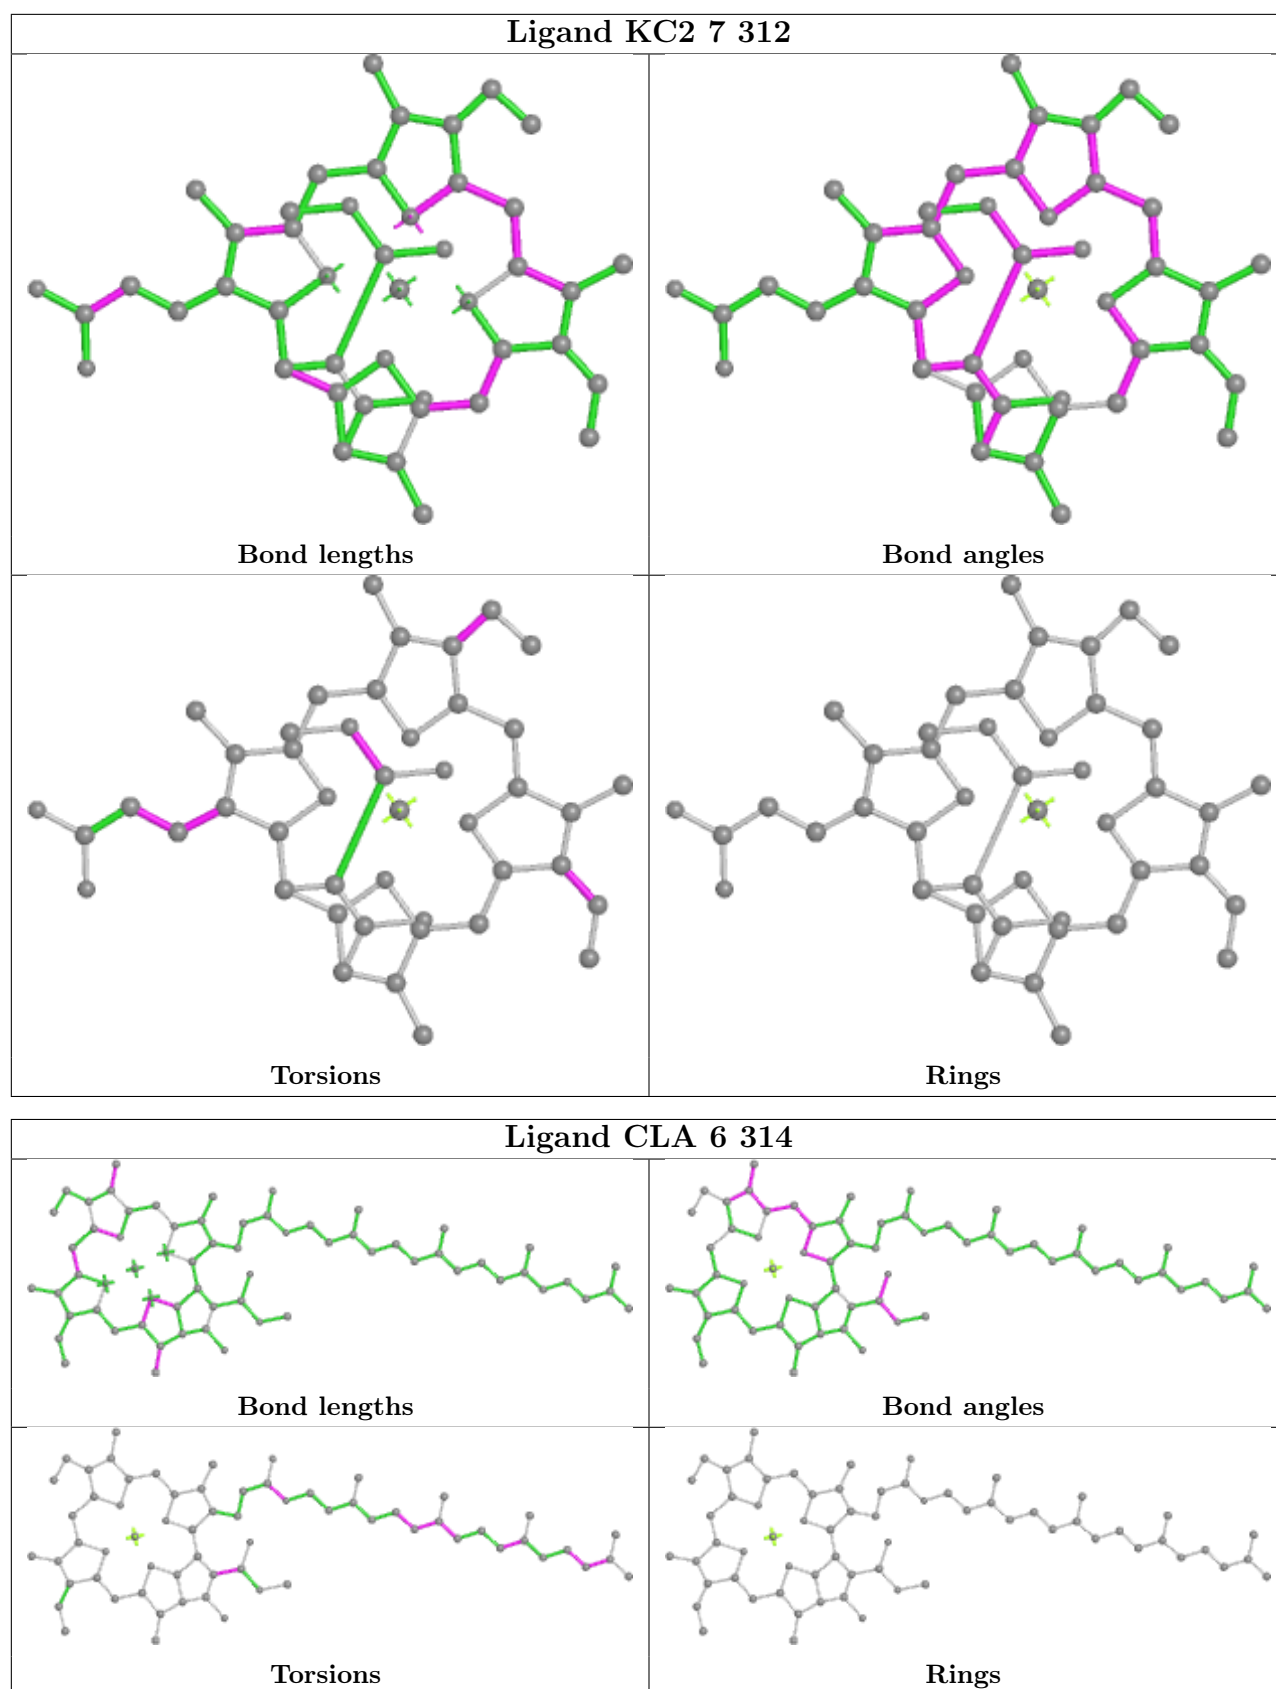 Ligand KC2 7 312
Bond lengths
Bond angles
Torsions
Rings
Ligand CLA 6 314
Bond lengths
Bond angles
Torsions
Rings